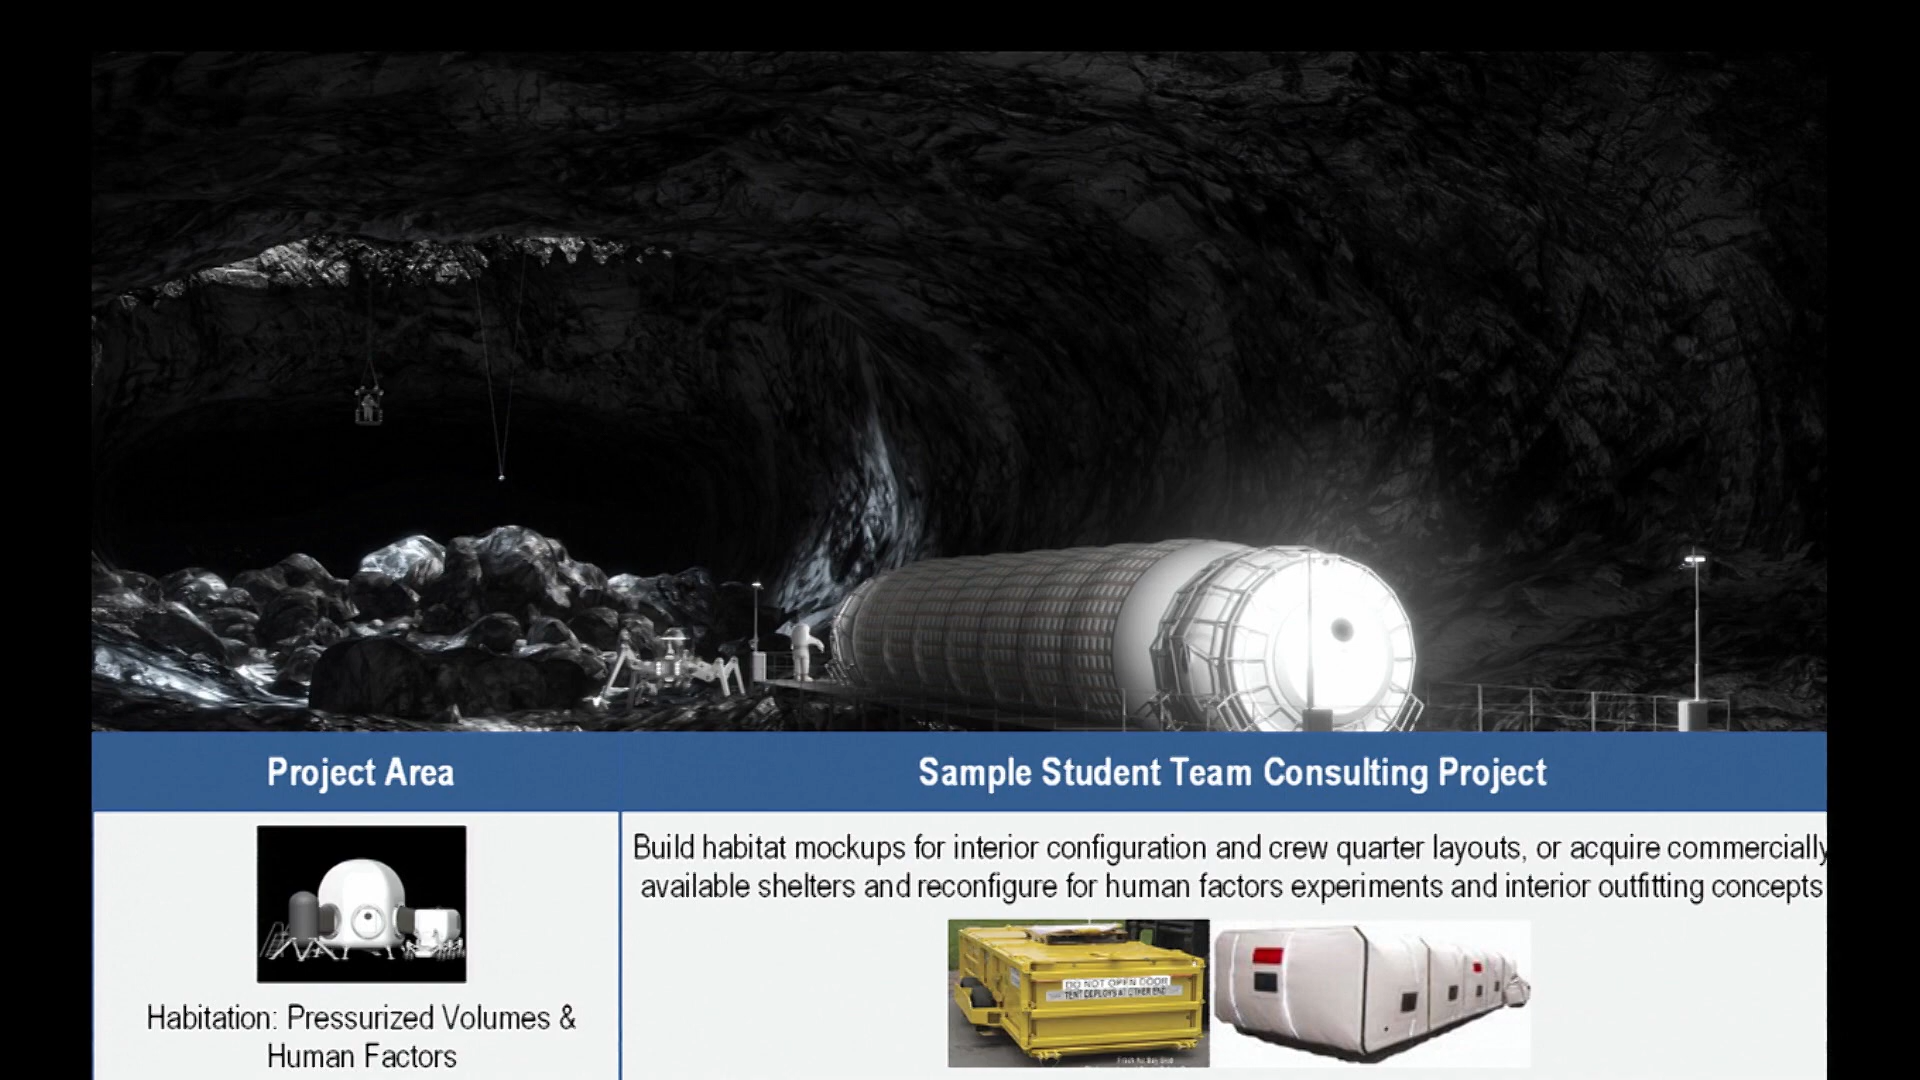 Project Area
Sample Student Team Consulting Project
Build habitat mockups for interior configuration and crew quarter layouts, or acquire commercially
available shelters and reconfigure for human factors experiments and interior outfitting concepts
DO NOT OPEN DOOR
TENT DEPLOYS AT OTHER END
Habitation: Pressurized Volumes &
Human Factors